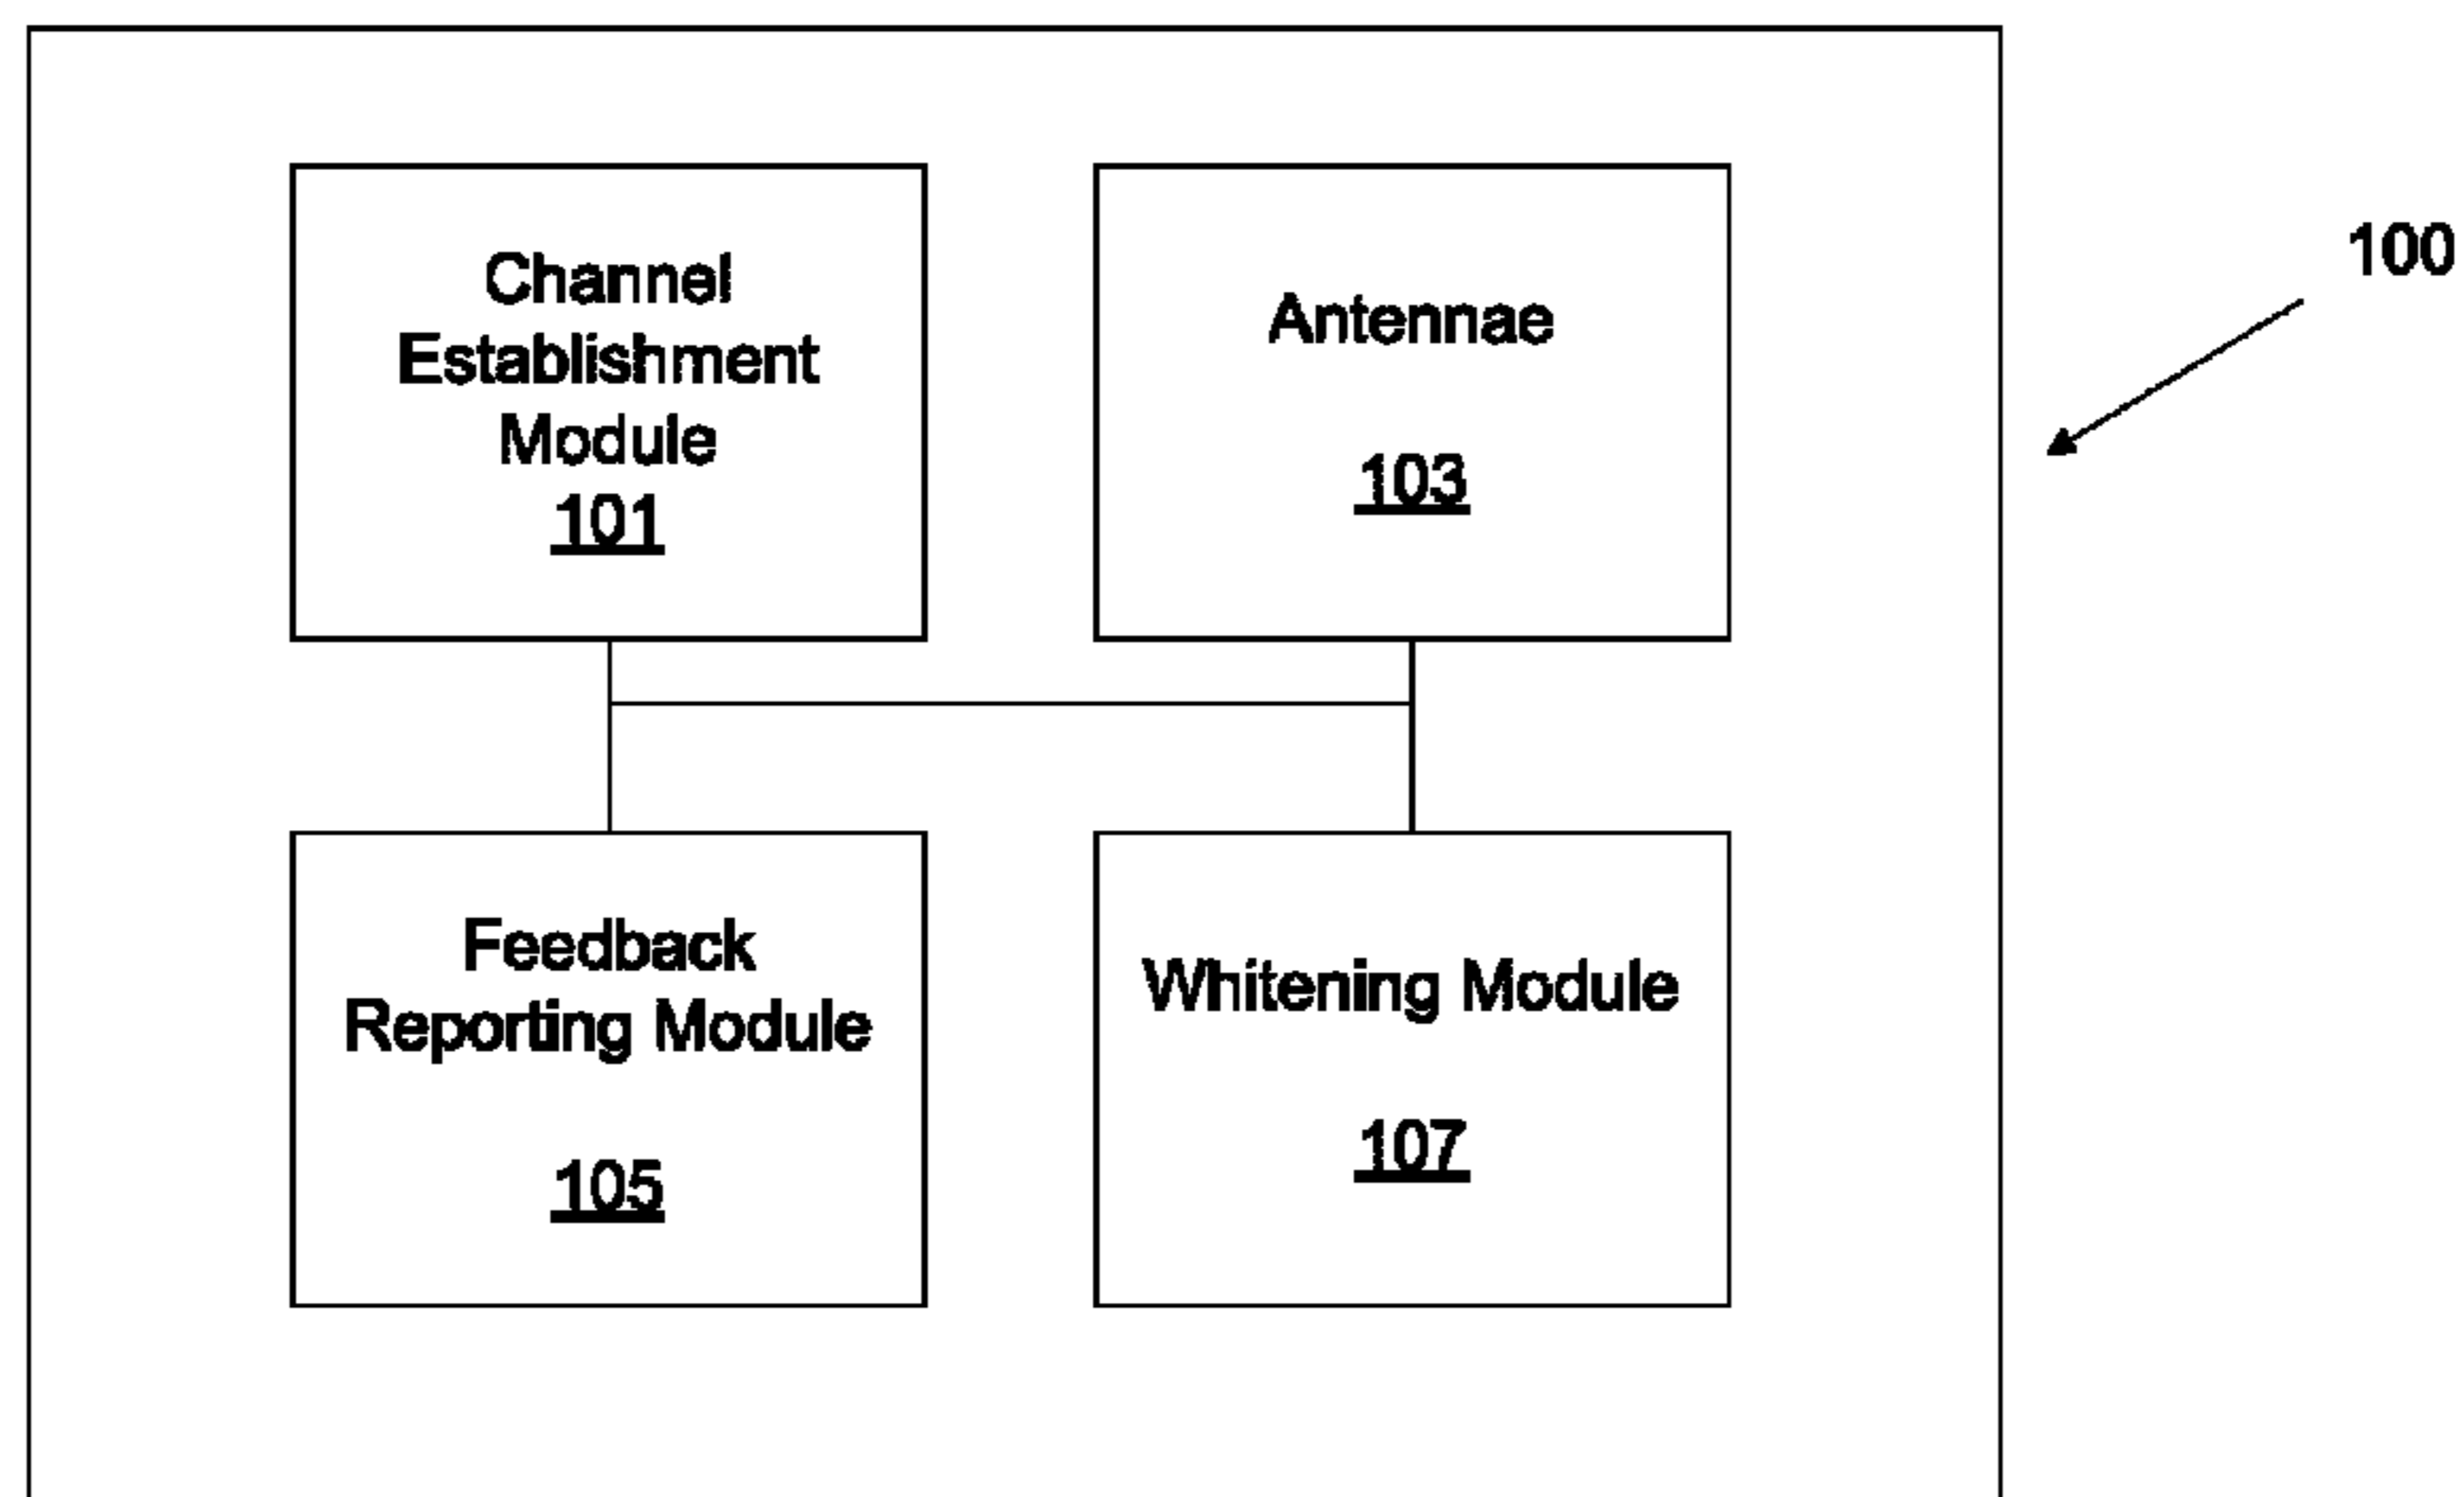 Channel
Establishment
Module
101
Antennae
103
100
Feedback
Reporting Module
105
Whitening Module
107